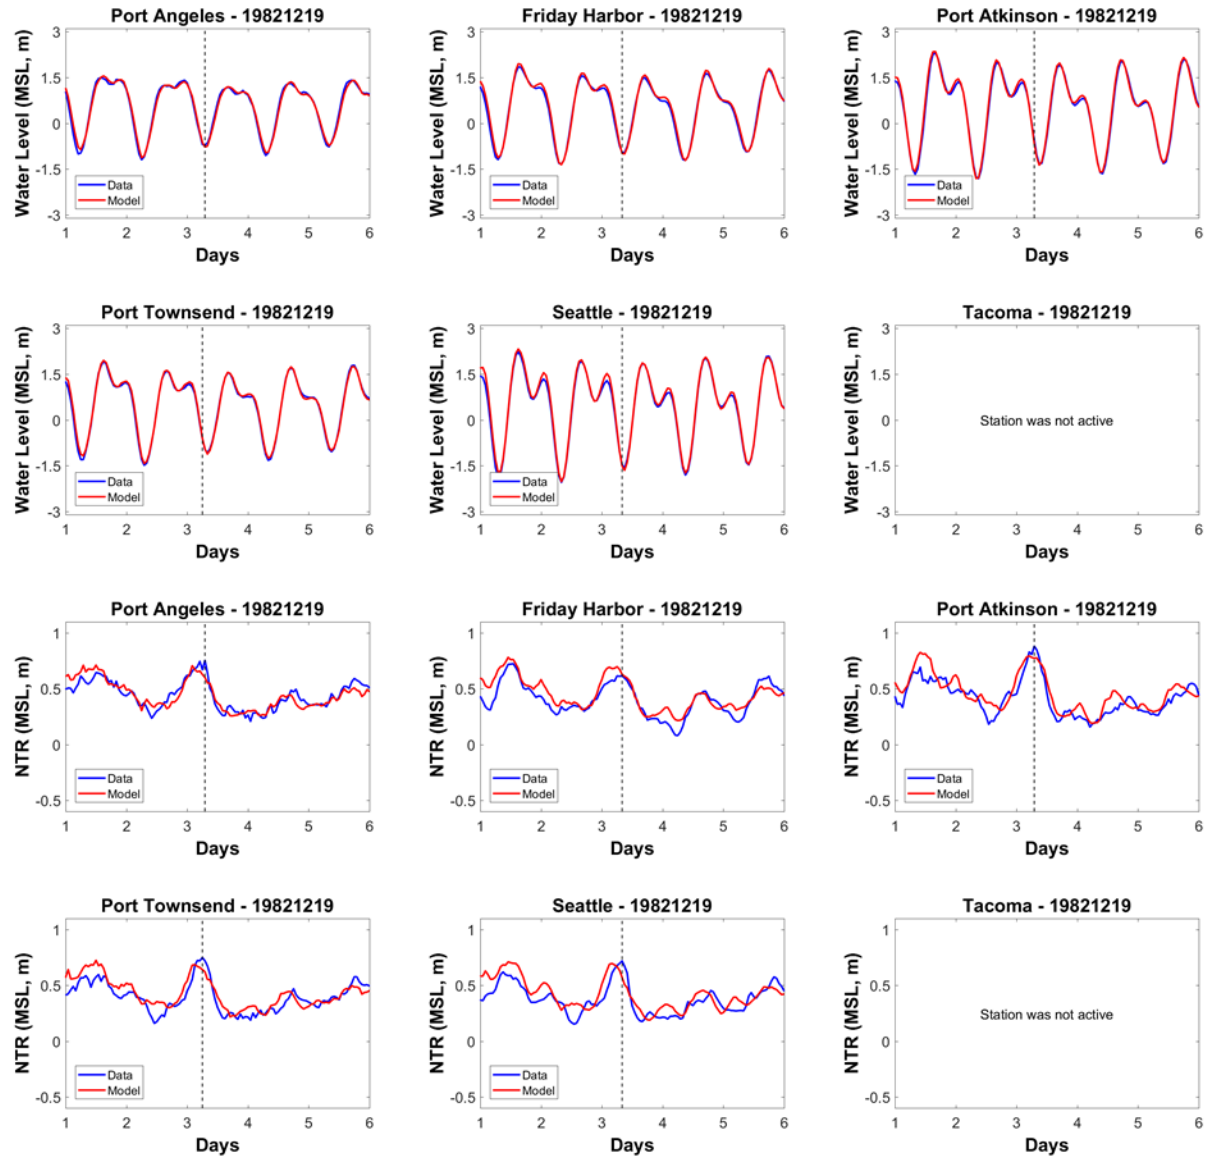 Port Angeles - 19821219
Water Level (MSL, m)
3
1.5
0
-1.5
-3
Data
Model
1 2 3 4 5 6
Days
Friday Harbor - 19821219
Water Level (MSL, m)
3
1.5
0
-1.5
-3
Data
Model
1 2 3 4 5 6
Days
Port Atkinson - 19821219
Water Level (MSL, m)
3
1.5
0
-1.5
-3
Data
Model
1 2 3 4 5 6
Days
Port Townsend - 19821219
Water Level (MSL, m)
3
1.5
0
-1.5
-3
Data
Model
1 2 3 4 5 6
Days
Seattle - 19821219
Water Level (MSL, m)
3
1.5
0
-1.5
-3
Data
Model
1 2 3 4 5 6
Days
Tacoma - 19821219
Water Level (MSL, m)
3
1.5
0
-1.5
-3
Station was not active
1 2 3 4 5 6
Days
Port Angeles - 19821219
NTR (MSL, m)
1
0.5
0
-0.5
Data
Model
1 2 3 4 5 6
Days
Friday Harbor - 19821219
NTR (MSL, m)
1
0.5
0
-0.5
Data
Model
1 2 3 4 5 6
Days
Port Atkinson - 19821219
NTR (MSL, m)
1
0.5
0
-0.5
Data
Model
1 2 3 4 5 6
Days
Port Townsend - 19821219
NTR (MSL, m)
1
0.5
0
-0.5
Data
Model
1 2 3 4 5 6
Days
Seattle - 19821219
NTR (MSL, m)
1
0.5
0
-0.5
Data
Model
1 2 3 4 5 6
Days
Tacoma - 19821219
NTR (MSL, m)
1
0.5
0
-0.5
Station was not active
1 2 3 4 5 6
Days